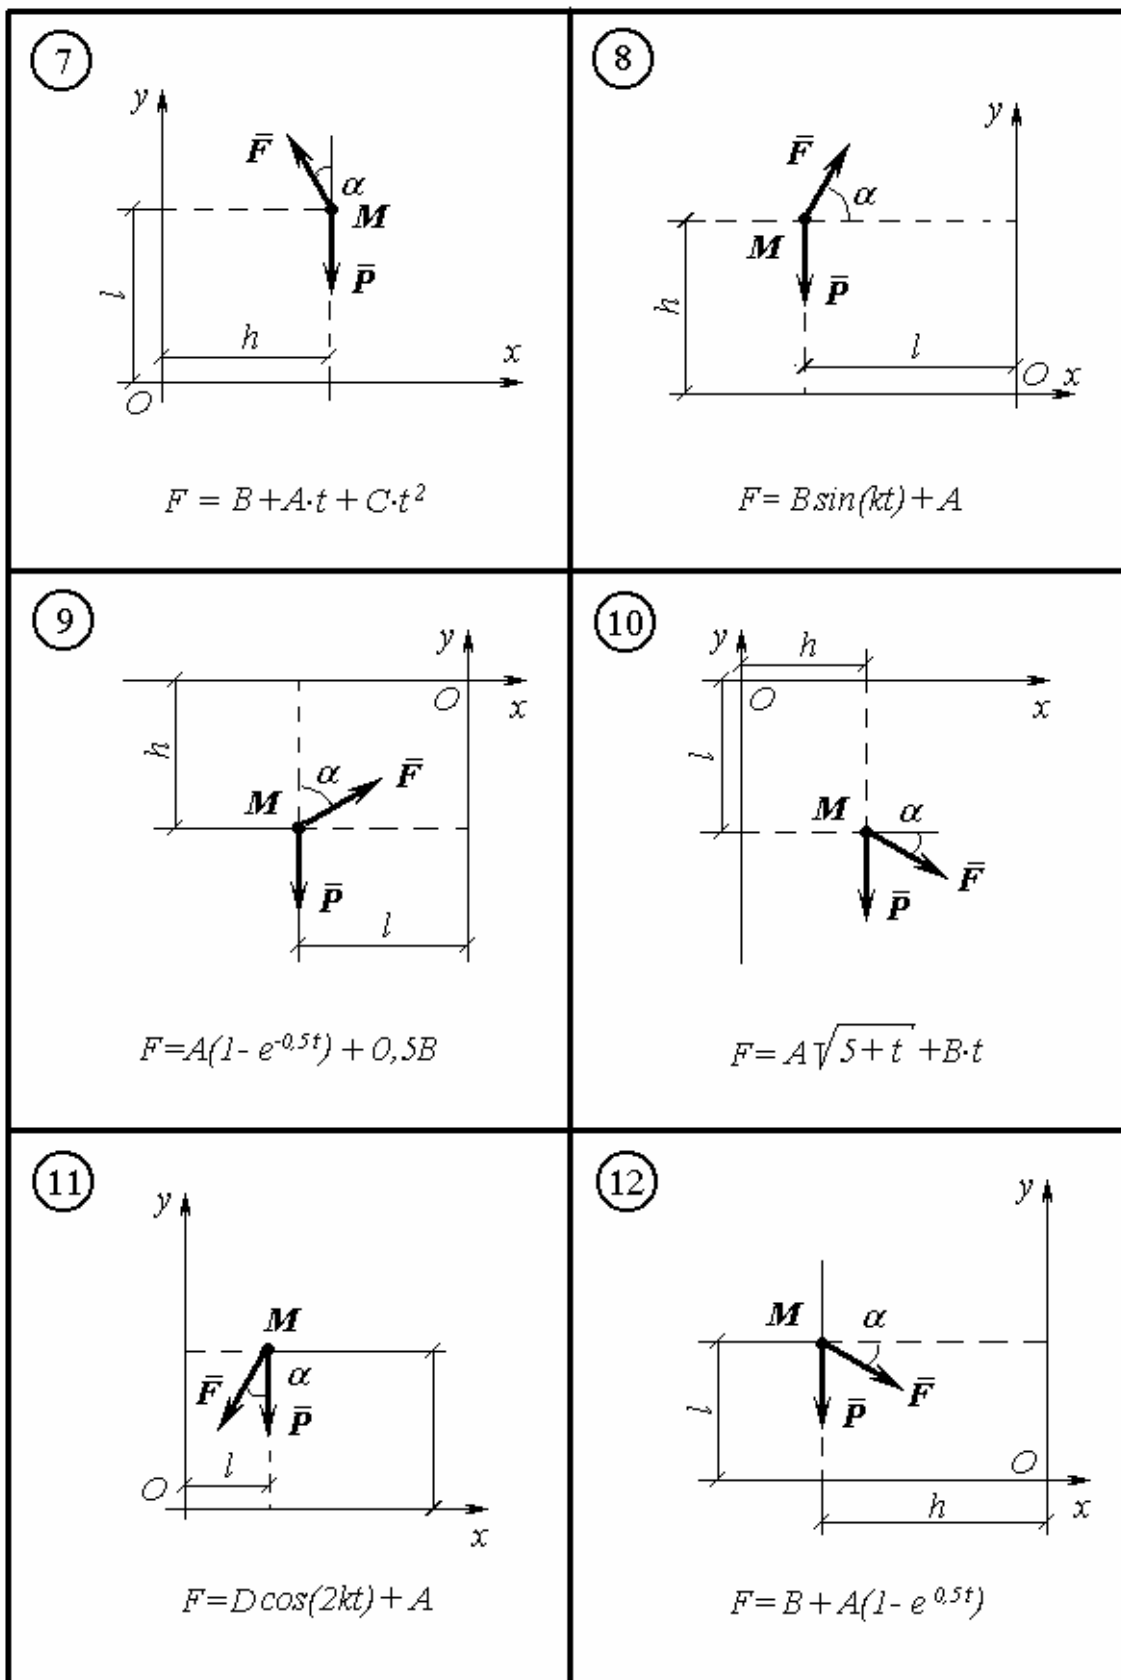 7
y
F̄
α
M
P̄
l
h
x
O
F = B + A·t + C·t²
8
y
F̄
α
M
P̄
h
l
O
x
F = B sin(kt) + A
9
y
O
x
h
α
F̄
M
P̄
l
F=A(1 - e^-0,5t) + 0,5B
10
y
h
O
x
l
M
α
F̄
P̄
F = A√5 + t + B·t
11
y
M
F̄
α
P̄
l
O
x
F = D cos(2kt) + A
12
y
M
α
F̄
P̄
l
O
h
x
F = B + A(1 - e^0,5t)